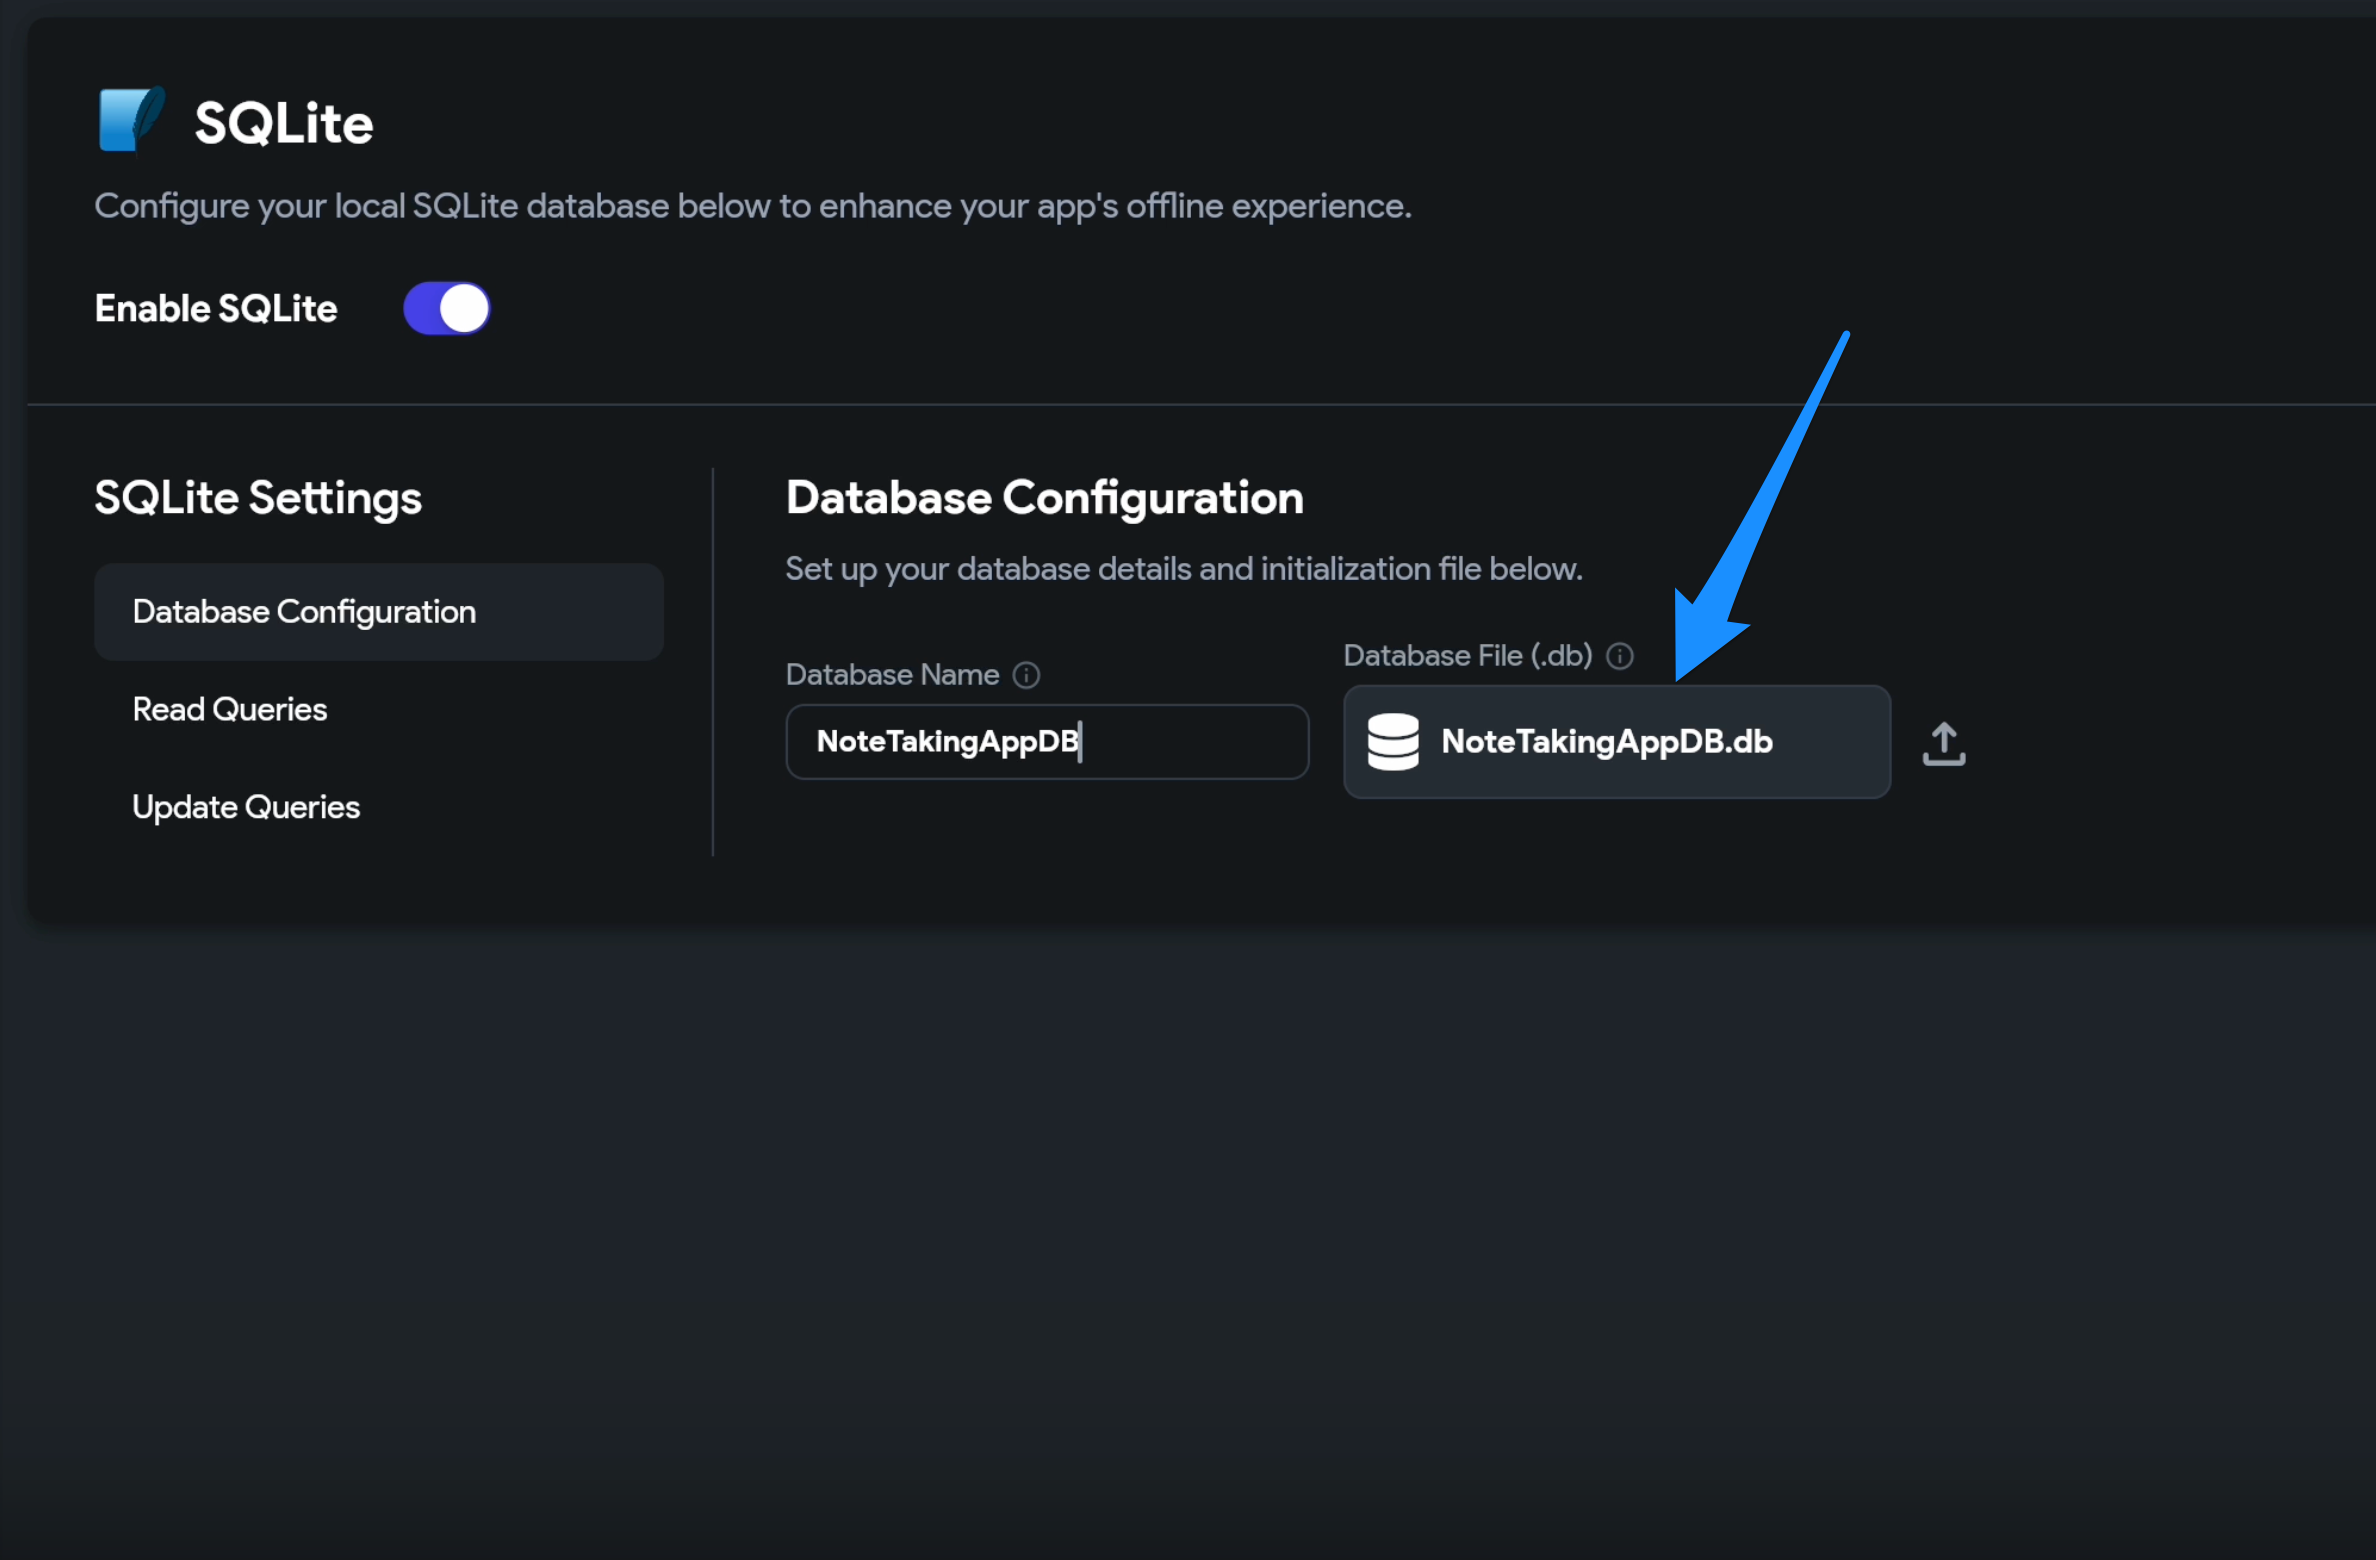 SQLite
Configure your local SQLite database below to enhance your app's offline experience.
Enable SQLite
SQLite Settings
Database Configuration
Read Queries
Update Queries
Database Configuration
Set up your database details and initialization file below.
Database Name
NoteTakingAppDB
Database File (.db)
NoteTakingAppDB.db